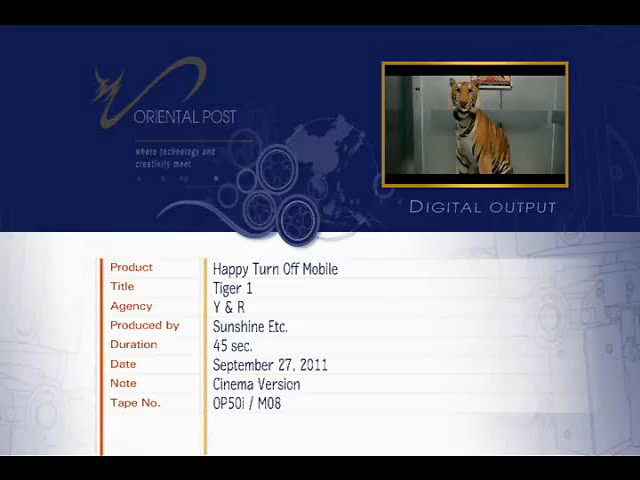 ORIENTAL POST
where technology and
creativity meet
DIGITAL OUTPUT
Product Happy Turn Off Mobile
Title Tiger 1
Agency Y & R
Produced by Sunshine Etc.
Duration 45 sec.
Date September 27, 2011
Note Cinema Version
Tape No. OP50i / M08